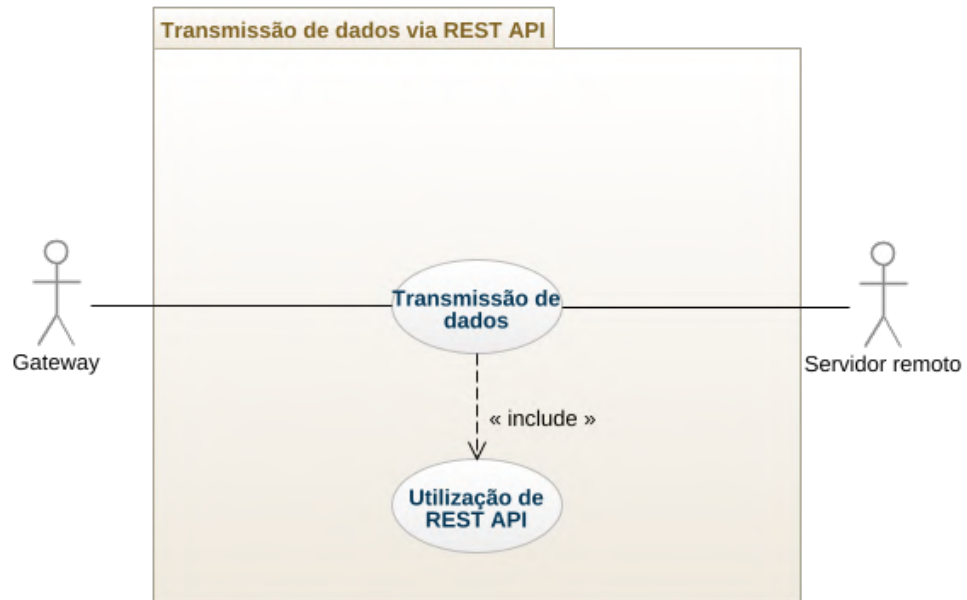 Transmissão de dados via REST API
Transmissão de
dados
Gateway
Servidor remoto
« include »
Utilização de
REST API